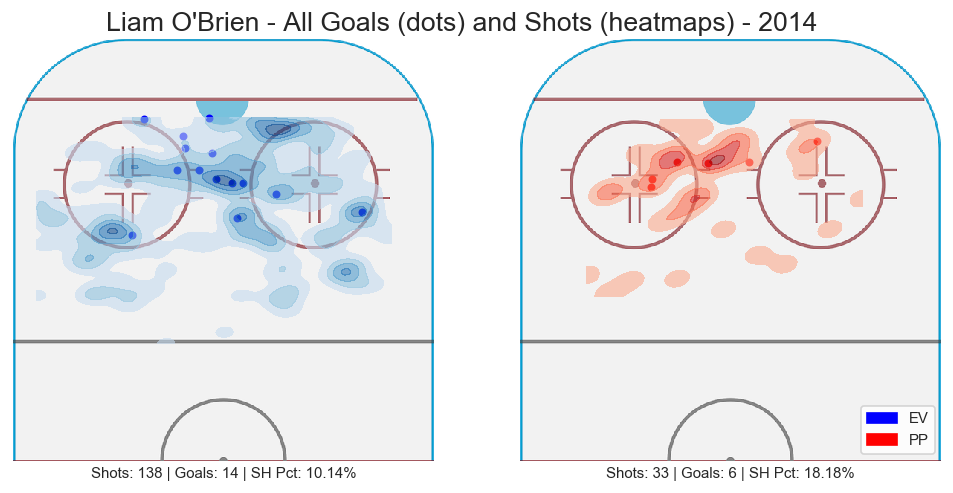 Liam O'Brien - All Goals (dots) and Shots (heatmaps) - 2014
EV
PP
Shots: 138 | Goals: 14 | SH Pct: 10.14%
Shots: 33 | Goals: 6 | SH Pct: 18.18%